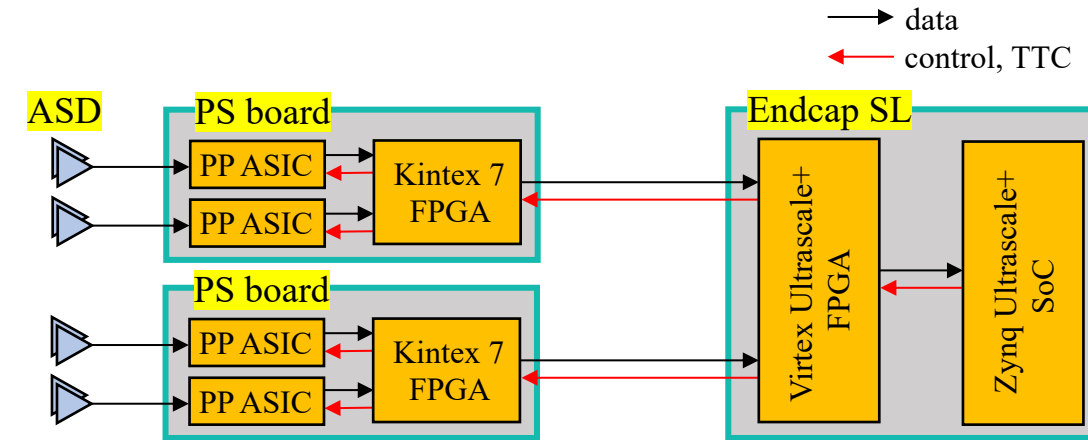 data
control, TTC
ASD
PS board
PP ASIC
PP ASIC
Kintex 7
FPGA
PS board
PP ASIC
PP ASIC
Kintex 7
FPGA
Endcap SL
Virtex Ultrascale+
FPGA
Zynq Ultrascale+
SoC